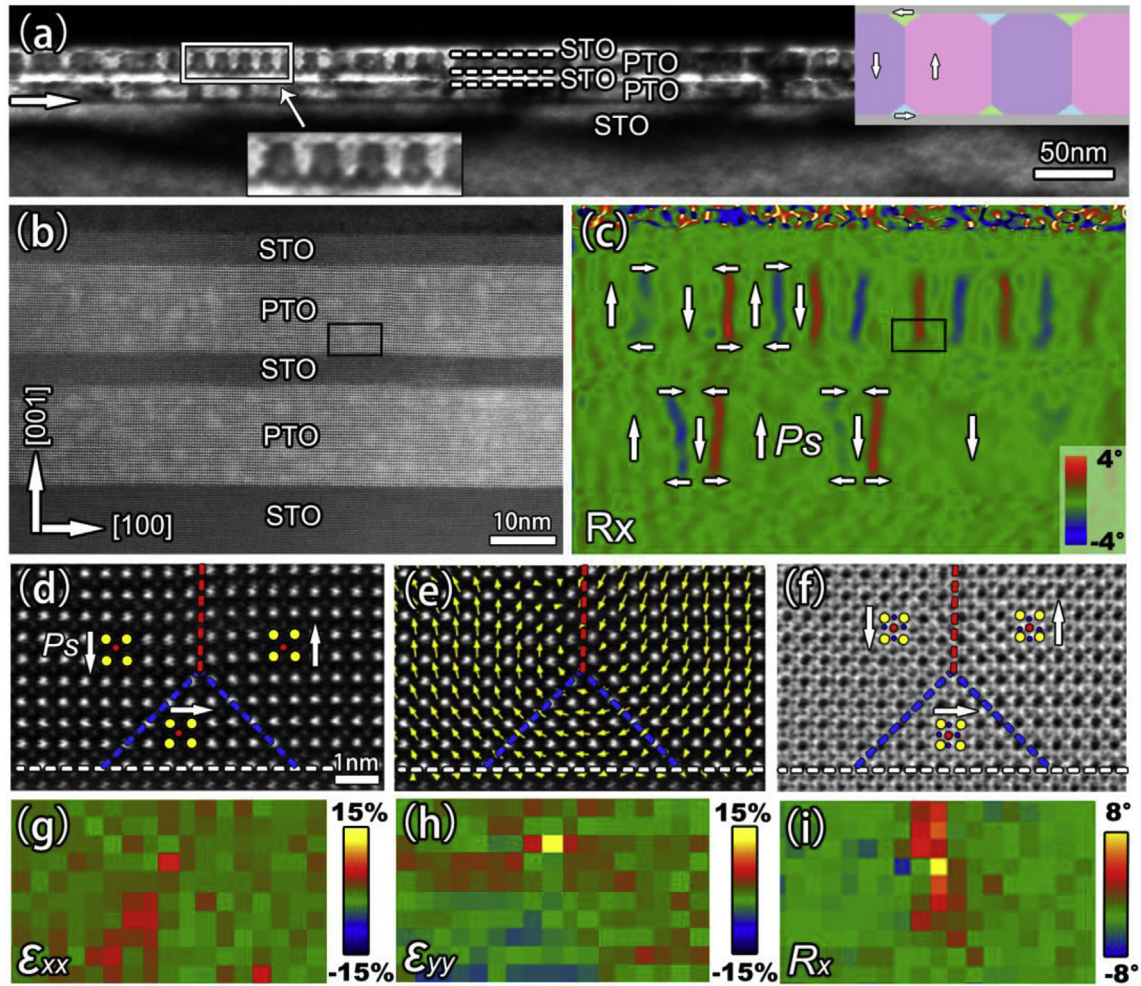 (a)
STO
PTO
STO
PTO
STO
50nm
(b)
STO
PTO
STO
PTO
STO
[001]
[100]
10nm
(c)
Ps
Rx
4°
-4°
(d)
Ps
1nm
(e)
(f)
(g)
εxx
15%
-15%
(h)
εyy
15%
-15%
(i)
Rx
8°
-8°